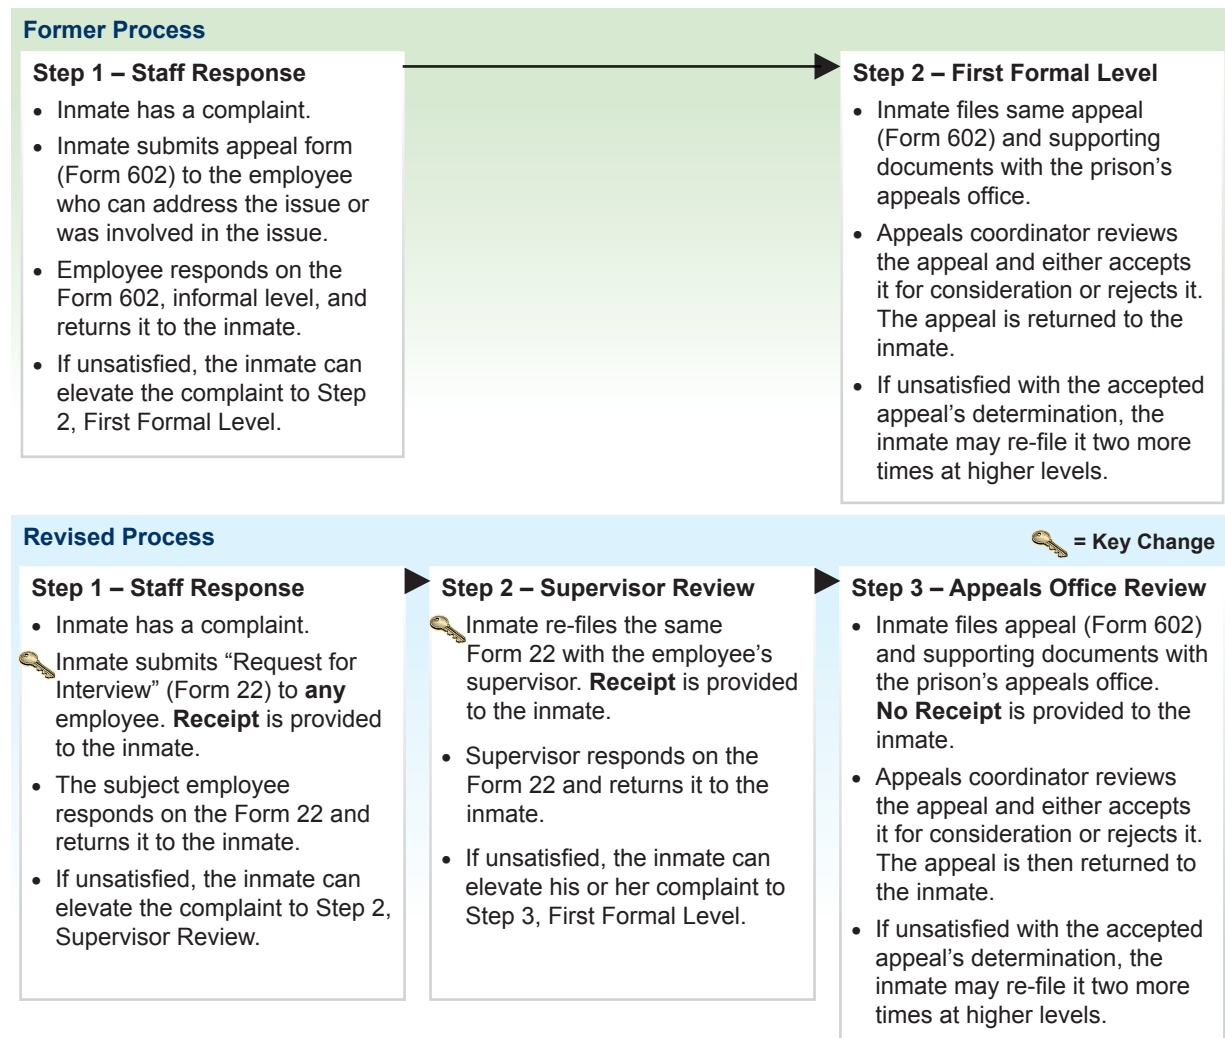 Former Process
Step 1 – Staff Response
• Inmate has a complaint.
• Inmate submits appeal form
(Form 602) to the employee
who can address the issue or
was involved in the issue.
• Employee responds on the
Form 602, informal level, and
returns it to the inmate.
• If unsatisfied, the inmate can
elevate the complaint to Step
2, First Formal Level.
Step 2 – First Formal Level
• Inmate files same appeal
(Form 602) and supporting
documents with the prison’s
appeals office.
• Appeals coordinator reviews
the appeal and either accepts
it for consideration or rejects it.
The appeal is returned to the
inmate.
• If unsatisfied with the accepted
appeal’s determination, the
inmate may re-file it two more
times at higher levels.
Revised Process
= Key Change
Step 1 – Staff Response
• Inmate has a complaint.
Inmate submits “Request for
Interview” (Form 22) to any
employee. Receipt is provided
to the inmate.
• The subject employee
responds on the Form 22 and
returns it to the inmate.
• If unsatisfied, the inmate can
elevate the complaint to Step 2,
Supervisor Review.
Step 2 – Supervisor Review
Inmate re-files the same
Form 22 with the employee’s
supervisor. Receipt is provided
to the inmate.
• Supervisor responds on the
Form 22 and returns it to the
inmate.
• If unsatisfied, the inmate can
elevate his or her complaint to
Step 3, First Formal Level.
Step 3 – Appeals Office Review
• Inmate files appeal (Form 602)
and supporting documents with
the prison’s appeals office.
No Receipt is provided to the
inmate.
• Appeals coordinator reviews
the appeal and either accepts
it for consideration or rejects it.
The appeal is then returned to
the inmate.
• If unsatisfied with the accepted
appeal’s determination, the
inmate may re-file it two more
times at higher levels.